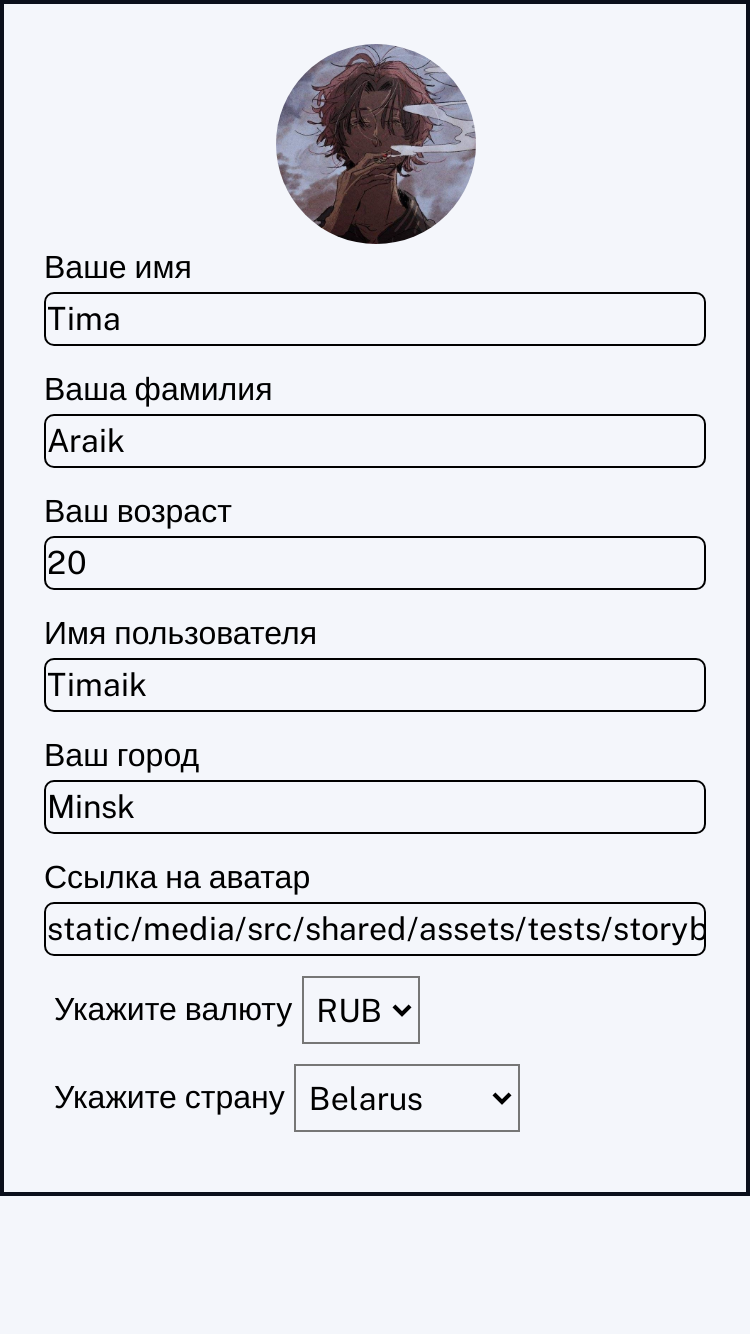 Ваше имя
Tima
Ваша фамилия
Araik
Ваш возраст
20
Имя пользователя
Timaik
Ваш город
Minsk
Ссылка на аватар
static/media/src/shared/assets/tests/storyb
Укажите валюту RUB
Укажите страну Belarus